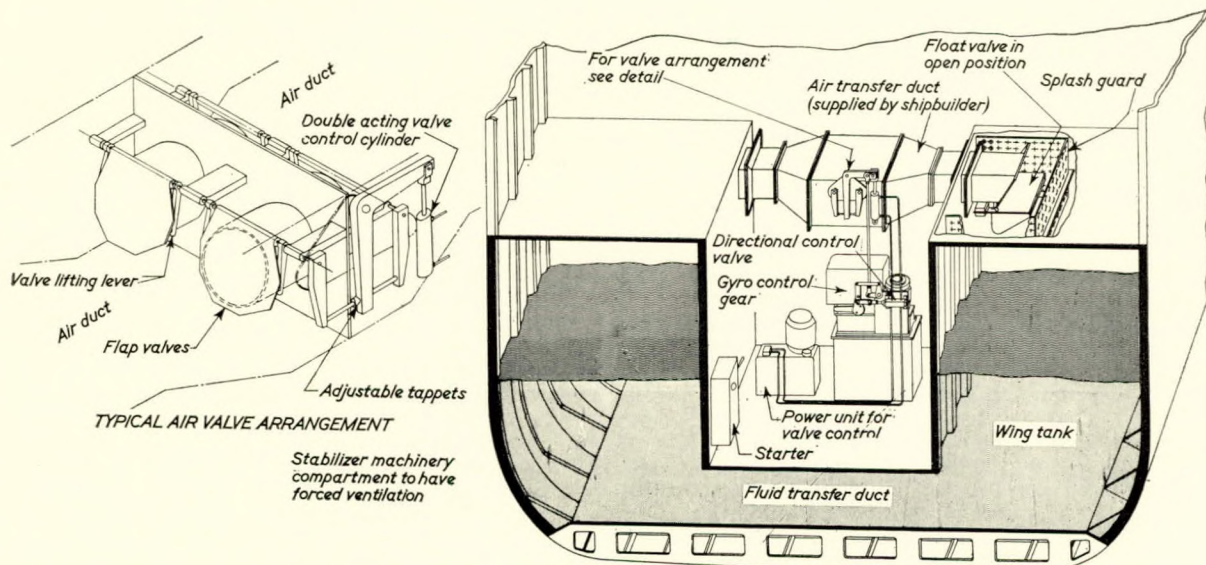 Air duct
Double acting valve
control cylinder
Valve lifting lever
Air duct
Flap valves
Adjustable tappets
TYPICAL AIR VALVE ARRANGEMENT
Stabilizer machinery
compartment to have
forced ventilation
For valve arrangement
see detail
Air transfer duct
(supplied by shipbuilder)
Float valve in
open position
Splash guard
Directional control
valve
Gyro control
gear
Power unit for
valve control
Starter
Wing tank
Fluid transfer duct